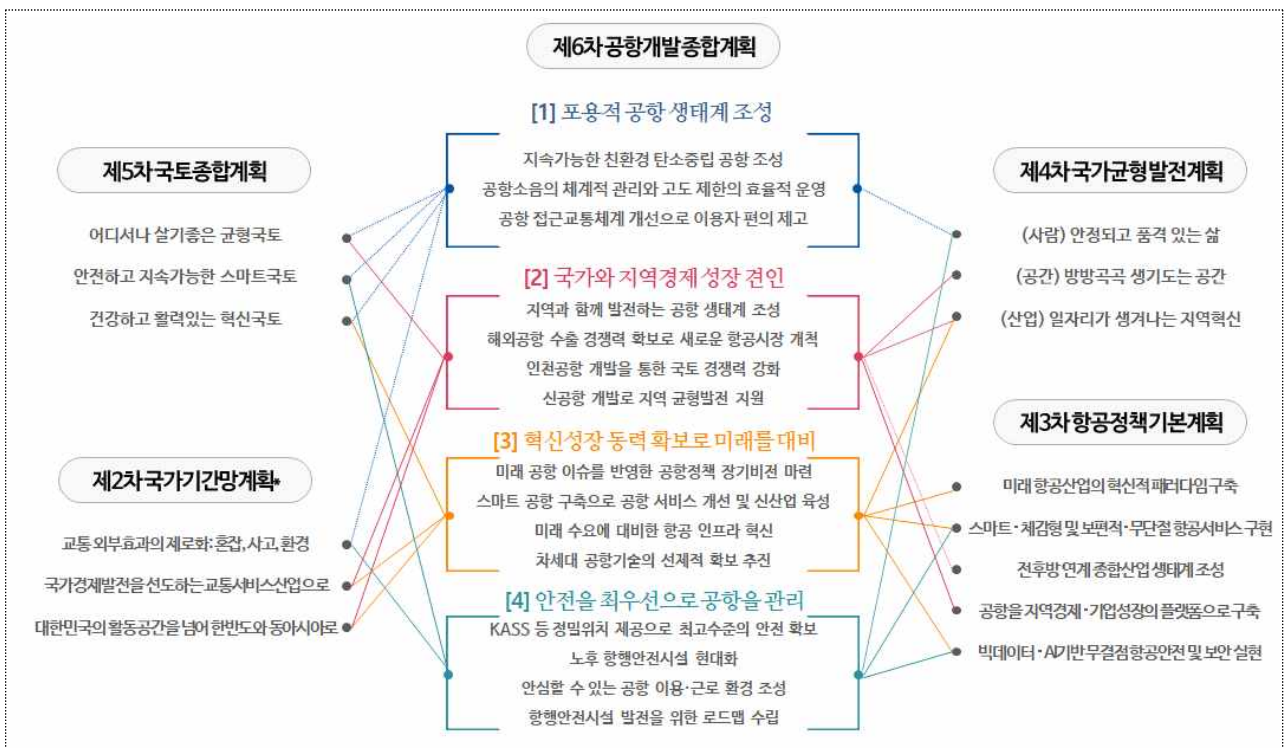 제6차 공항개발종합계획
제5차 국토종합계획
어디서나 살기좋은 균형국토
안전하고 지속가능한 스마트국토
건강하고 활력있는 혁신국토
제2차 국가기간망계획*
교통 외부효과의 제로화: 혼잡, 사고, 환경
국가경제발전을 선도하는 교통서비스산업으로
대한민국의 활동공간을 넘어 한반도와 동아시아로
[1] 포용적 공항 생태계 조성
지속가능한 친환경 탄소중립 공항 조성
공항소음의 체계적 관리와 고도 제한의 효율적 운영
공항 접근교통체계 개선으로 이용자 편의 제고
[2] 국가와 지역경제 성장 견인
지역과 함께 발전하는 공항 생태계 조성
해외공항 수출 경쟁력 확보로 새로운 항공시장 개척
인천공항 개발을 통한 국토 경쟁력 강화
신공항 개발로 지역 균형발전 지원
[3] 혁신성장 동력 확보로 미래를 대비
미래 공항 이슈를 반영한 공항정책 장기비전 마련
스마트 공항 구축으로 공항 서비스 개선 및 신산업 육성
미래 수요에 대비한 항공 인프라 혁신
차세대 공항기술의 선제적 확보 추진
[4] 안전을 최우선으로 공항을 관리
KASS 등 정밀위치 제공으로 최고수준의 안전 확보
노후 항행안전시설 현대화
안심할 수 있는 공항 이용·근로 환경 조성
항행안전시설 발전을 위한 로드맵 수립
제4차 국가균형발전계획
(사람) 안정되고 품격 있는 삶
(공간) 방방곡곡 생기도는 공간
(산업) 일자리가 생겨나는 지역혁신
제3차 항공정책기본계획
미래 항공산업의 혁신적 패러다임 구축
스마트·체감형 및 보편적·무단절 항공서비스 구현
전후방 연계 종합산업 생태계 조성
공항을 지역경제·기업성장의 플랫폼으로 구축
빅데이터·AI기반 무결점 항공안전 및 보안 실현